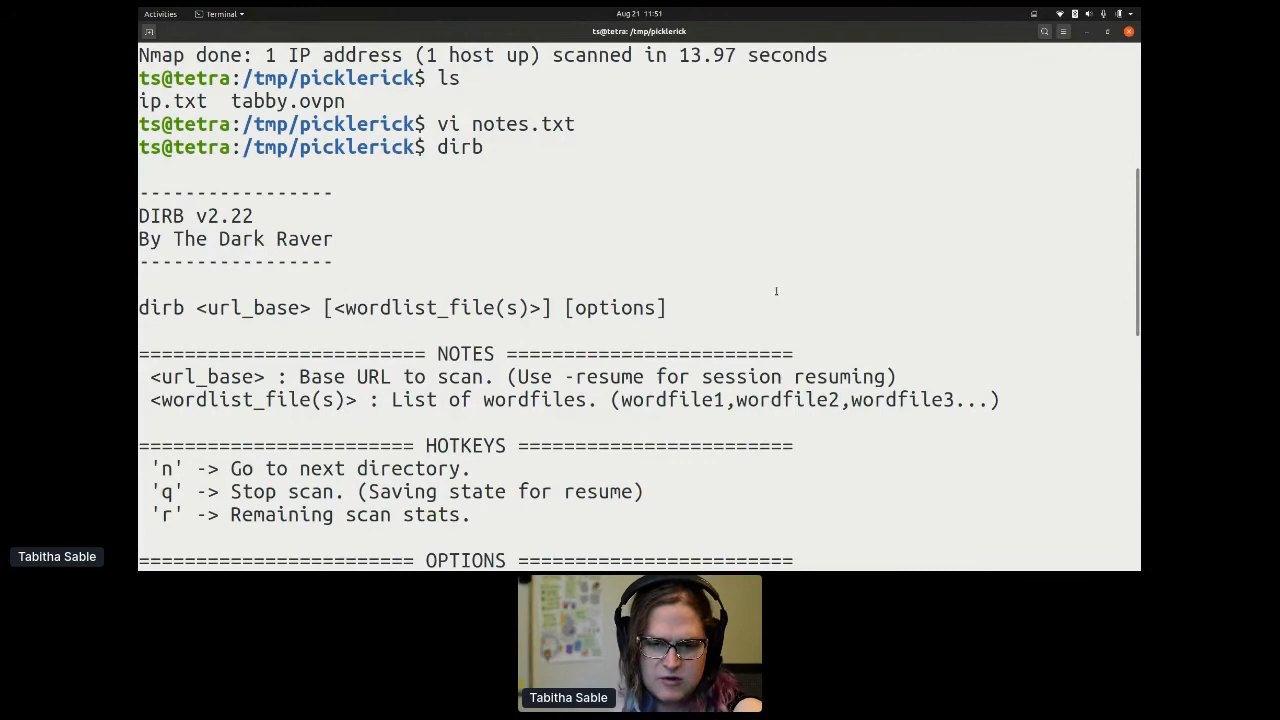 Activities
Terminal
Aug 21 11:51
ts@tetra: /tmp/picklerick
Nmap done: 1 IP address (1 host up) scanned in 13.97 seconds
ts@tetra:/tmp/picklerick$ ls
ip.txt  tabby.ovpn
ts@tetra:/tmp/picklerick$ vi notes.txt
ts@tetra:/tmp/picklerick$ dirb
-----------------
DIRB v2.22
By The Dark Raver
-----------------
dirb <url_base> [<wordlist_file(s)>] [options]
========================= NOTES =========================
<url_base> : Base URL to scan. (Use -resume for session resuming)
<wordlist_file(s)> : List of wordfiles. (wordfile1,wordfile2,wordfile3...)
======================== HOTKEYS ========================
'n' -> Go to next directory.
'q' -> Stop scan. (Saving state for resume)
'r' -> Remaining scan stats.
======================== OPTIONS ========================
Tabitha Sable
Tabitha Sable